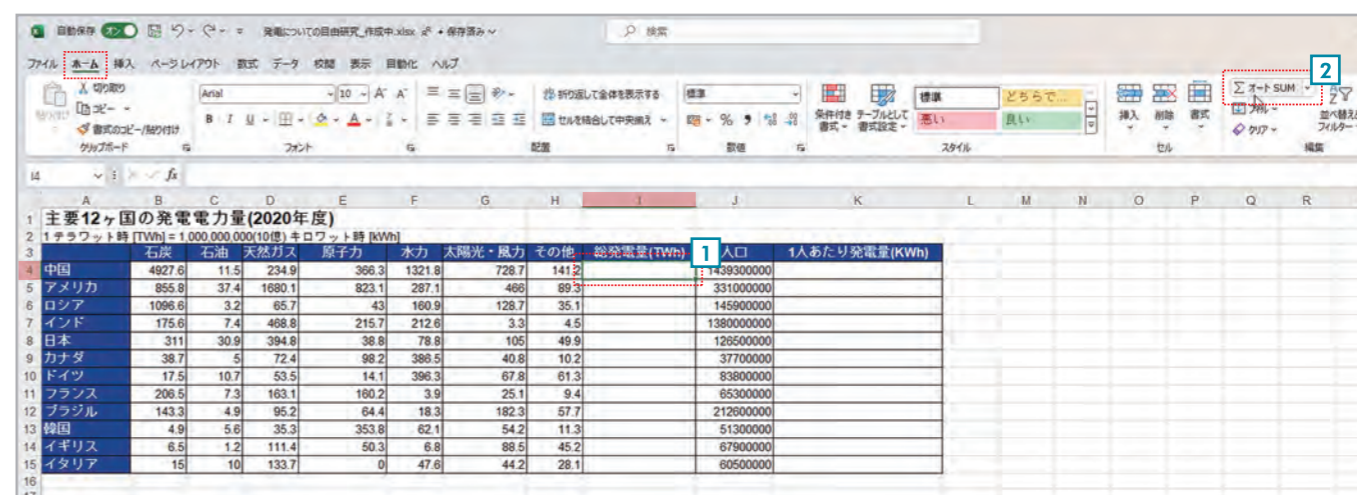 自動保存 オン 発電についての自由研究_作成中.xlsx • 保存済み 検索
ファイル ホーム 挿入 ページ レイアウト 数式 データ 校閲 表示 自動化 ヘルプ
2
切り取り Arial 10 A A 折り返して全体を表示する 標準 標準 どちらで... Σ オート SUM
コピー B I U A セルを結合して中央揃え % 条件付き書式 テーブルとして書式設定 悪い 良い 挿入 削除 書式 フィル 並べ替え
書式のコピー/貼り付け クリア フィルター
クリップボード フォント 配置 数値 スタイル セル 編集
I4 fx
A B C D E F G H I J K L M N O P Q R
1 主要12ヶ国の発電電力量(2020年度)
2 1 テラワット時 [TWh] = 1,000,000,000(10億) キロワット時 [kWh]
3 石炭 石油 天然ガス 原子力 水力 太陽光・風力 その他 総発電量(TWh) 1 人口 1人あたり発電量(KWh)
4 中国 4927.6 11.5 234.9 366.3 1321.8 728.7 141.2 1439300000
5 アメリカ 855.8 37.4 1680.1 823.1 287.1 466 89.3 331000000
6 ロシア 1096.6 3.2 65.7 43 160.9 128.7 35.1 145900000
7 インド 175.6 7.4 468.8 215.7 212.6 3.3 4.5 1380000000
8 日本 311 30.9 394.8 38.8 78.8 105 49.9 126500000
9 カナダ 38.7 5 72.4 98.2 386.5 40.8 10.2 37700000
10 ドイツ 17.5 10.7 53.5 14.1 396.3 67.8 61.3 83800000
11 フランス 206.5 7.3 163.1 160.2 3.9 25.1 9.4 65300000
12 ブラジル 143.3 4.9 95.2 64.4 18.3 182.3 57.7 212600000
13 韓国 4.9 5.6 35.3 353.8 62.1 54.2 11.3 51300000
14 イギリス 6.5 1.2 111.4 50.3 6.8 88.5 45.2 67900000
15 イタリア 15 10 133.7 0 47.6 44.2 28.1 60500000
16